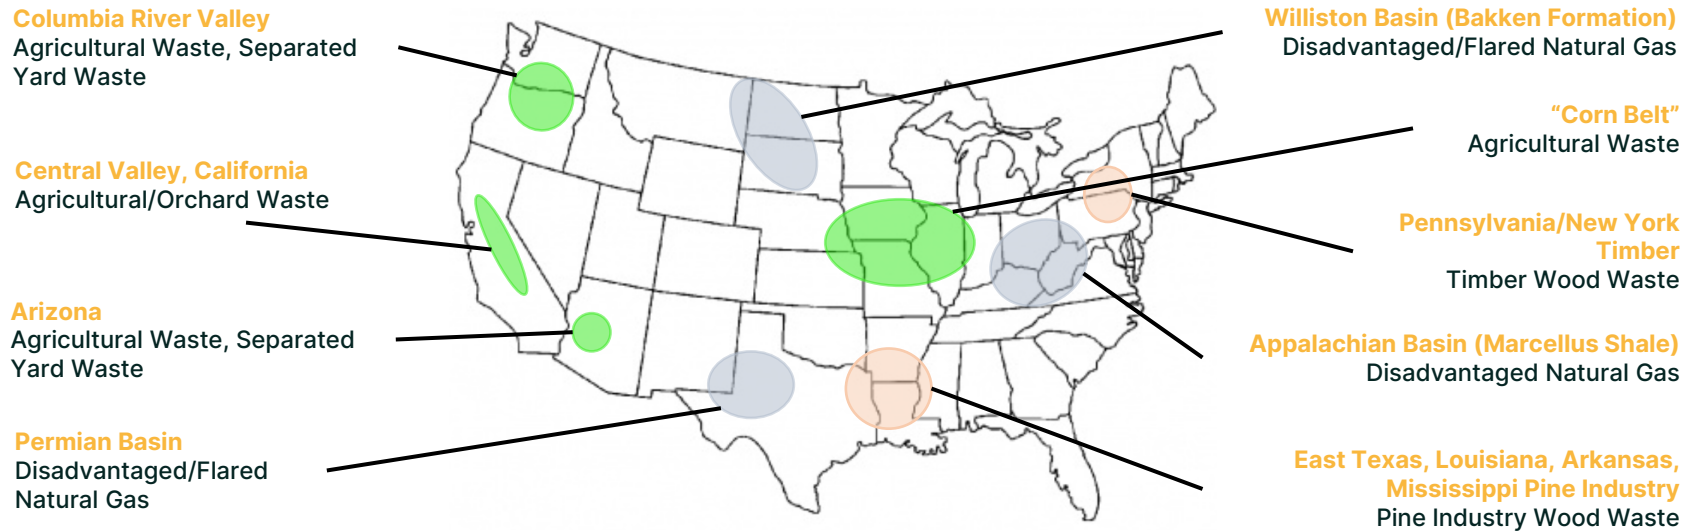 Columbia River Valley
Agricultural Waste, Separated
Yard Waste
Central Valley, California
Agricultural/Orchard Waste
Arizona
Agricultural Waste, Separated
Yard Waste
Permian Basin
Disadvantaged/Flared
Natural Gas
Williston Basin (Bakken Formation)
Disadvantaged/Flared Natural Gas
“Corn Belt”
Agricultural Waste
Pennsylvania/New York
Timber
Timber Wood Waste
Appalachian Basin (Marcellus Shale)
Disadvantaged Natural Gas
East Texas, Louisiana, Arkansas,
Mississippi Pine Industry
Pine Industry Wood Waste